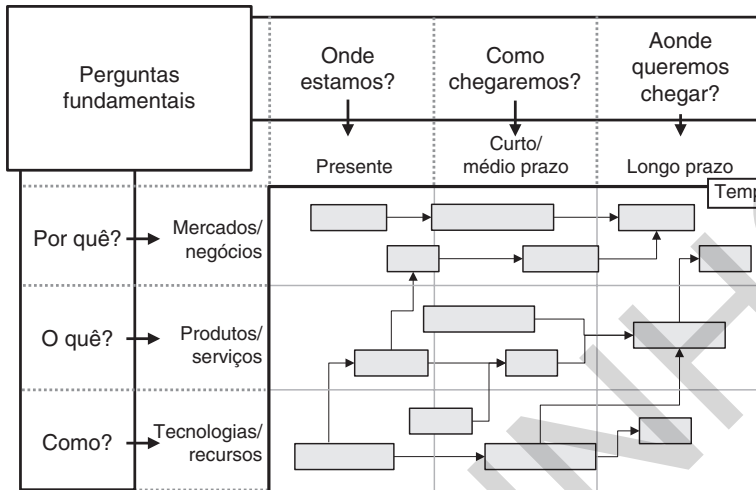 Perguntas
fundamentais
Onde
estamos?
Como
chegaremos?
Aonde
queremos
chegar?
Presente
Curto/
médio prazo
Longo prazo
Por quê?
Mercados/
negócios
O quê?
Produtos/
serviços
Como?
Tecnologias/
recursos